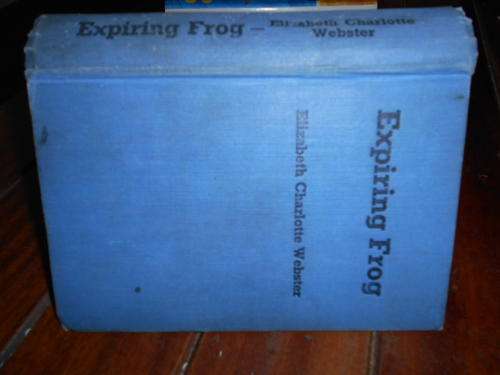 Expiring Frog — Elizabeth Charlotte
Webster
Expiring Frog
Elizabeth Charlotte Webster